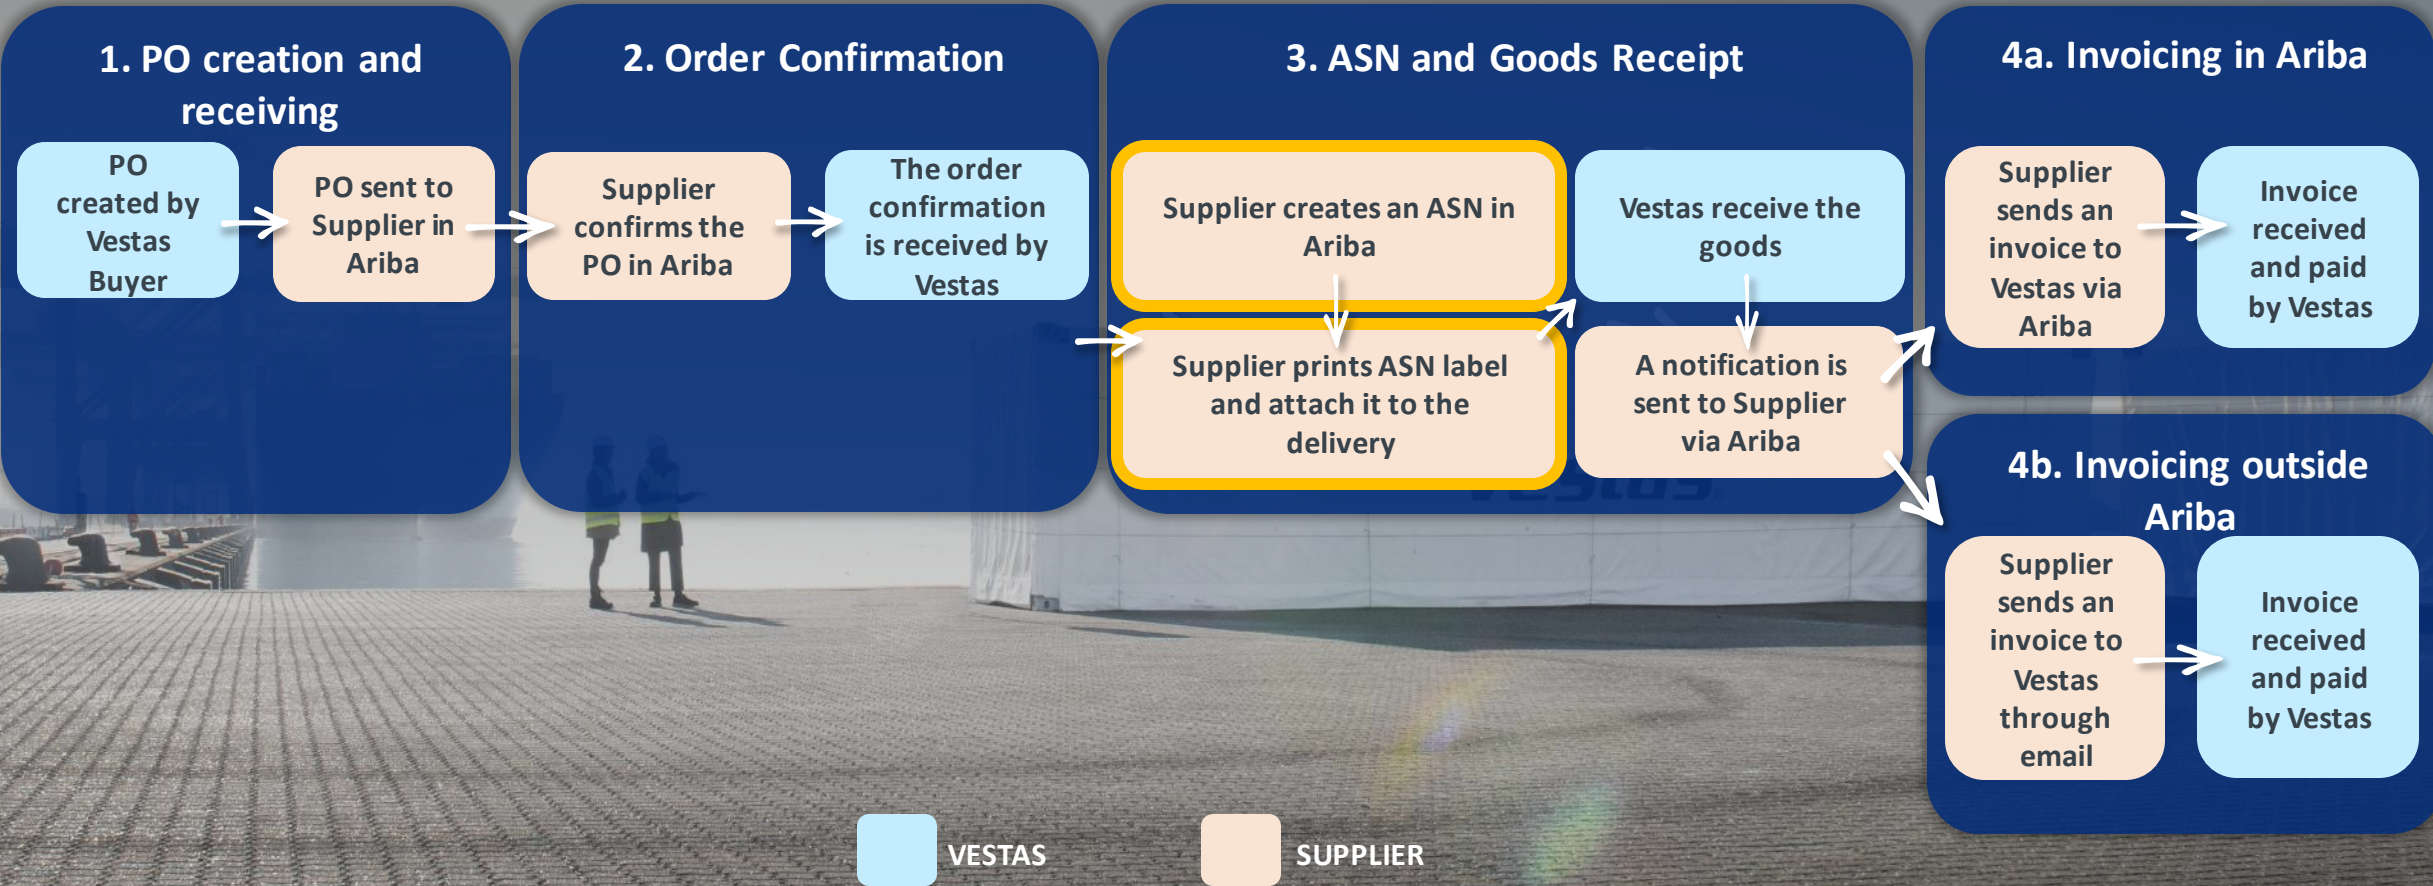 1. PO creation and
receiving
PO
created by
Vestas
Buyer
PO sent to
Supplier in
Ariba
2. Order Confirmation
Supplier
confirms the
PO in Ariba
The order
confirmation
is received by
Vestas
3. ASN and Goods Receipt
Supplier creates an ASN in
Ariba
Supplier prints ASN label
and attach it to the
delivery
Vestas receive the
goods
A notification is
sent to Supplier
via Ariba
4a. Invoicing in Ariba
Supplier
sends an
invoice to
Vestas via
Ariba
Invoice
received
and paid
by Vestas
4b. Invoicing outside
Ariba
Supplier
sends an
invoice to
Vestas
through
email
Invoice
received
and paid
by Vestas
Vestas
VESTAS
SUPPLIER